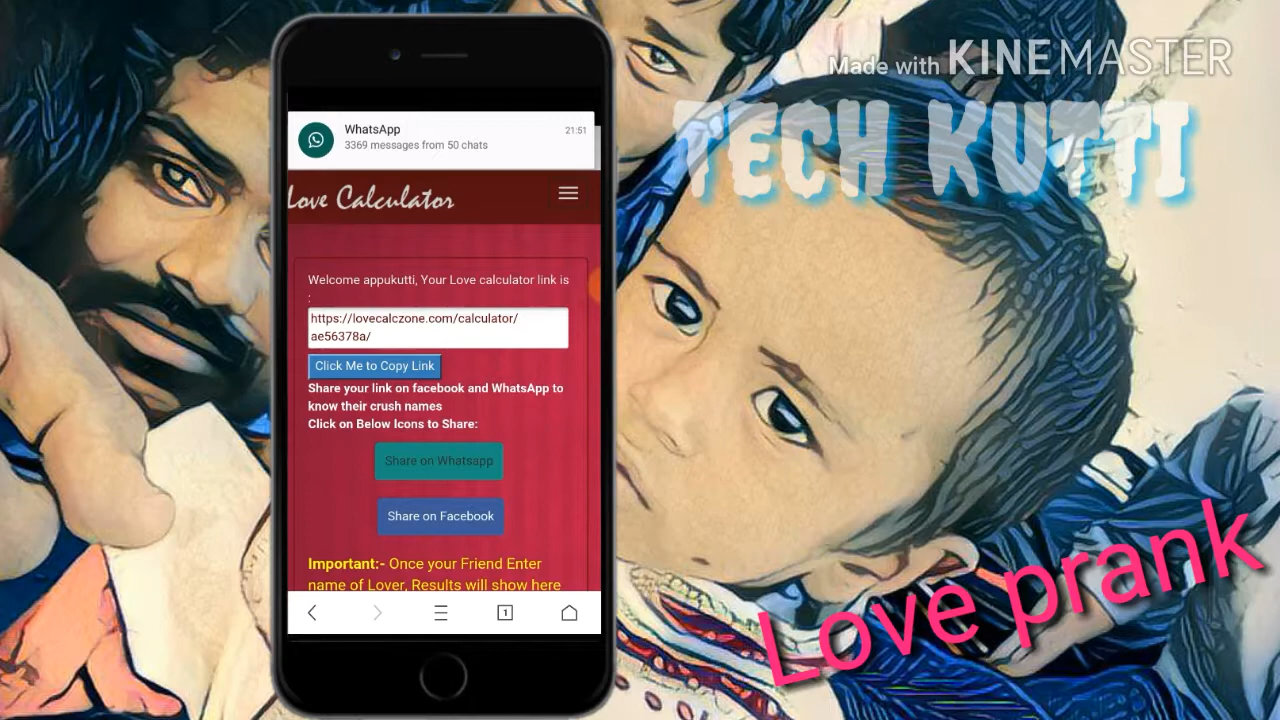 Made with KINEMASTER
TECH KUTTI
WhatsApp
21:51
3369 messages from 50 chats
Love Calculator
Welcome appukutti, Your Love calculator link is
:
https://lovecalczone.com/calculator/
ae56378a/
Click Me to Copy Link
Share your link on facebook and WhatsApp to
know their crush names
Click on Below Icons to Share:
Share on Whatsapp
Share on Facebook
Important:- Once your Friend Enter
name of Lover, Results will show here
1
Love prank